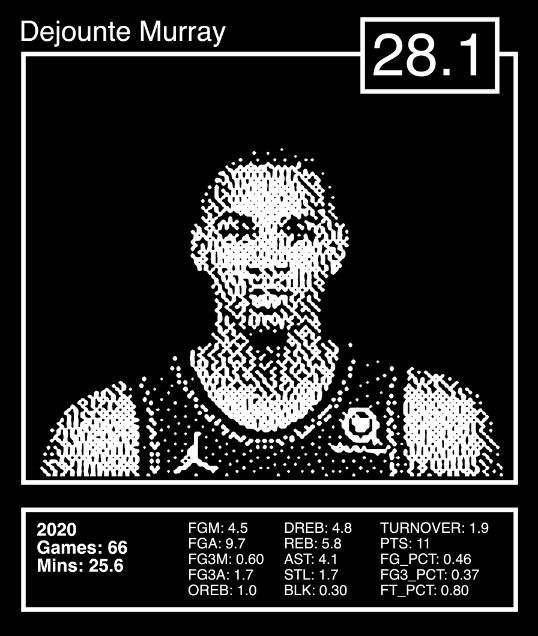 Dejounte Murray
28.1
2020
Games: 66
Mins: 25.6
FGM: 4.5
FGA: 9.7
FG3M: 0.60
FG3A: 1.7
OREB: 1.0
DREB: 4.8
REB: 5.8
AST: 4.1
STL: 1.7
BLK: 0.30
TURNOVER: 1.9
PTS: 11
FG_PCT: 0.46
FG3_PCT: 0.37
FT_PCT: 0.80